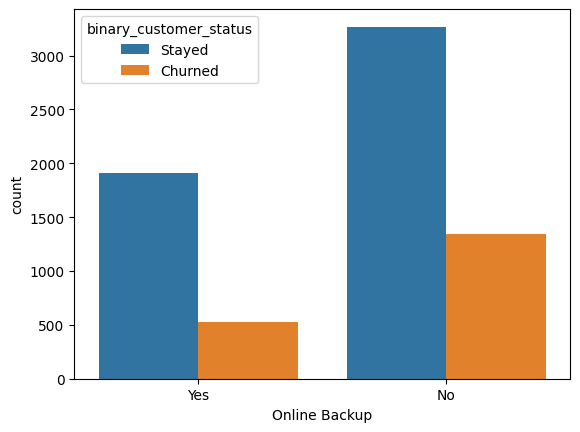 binary_customer_status
Stayed
Churned
3000
2500
2000
1500
1000
500
0
count
Yes
No
Online Backup